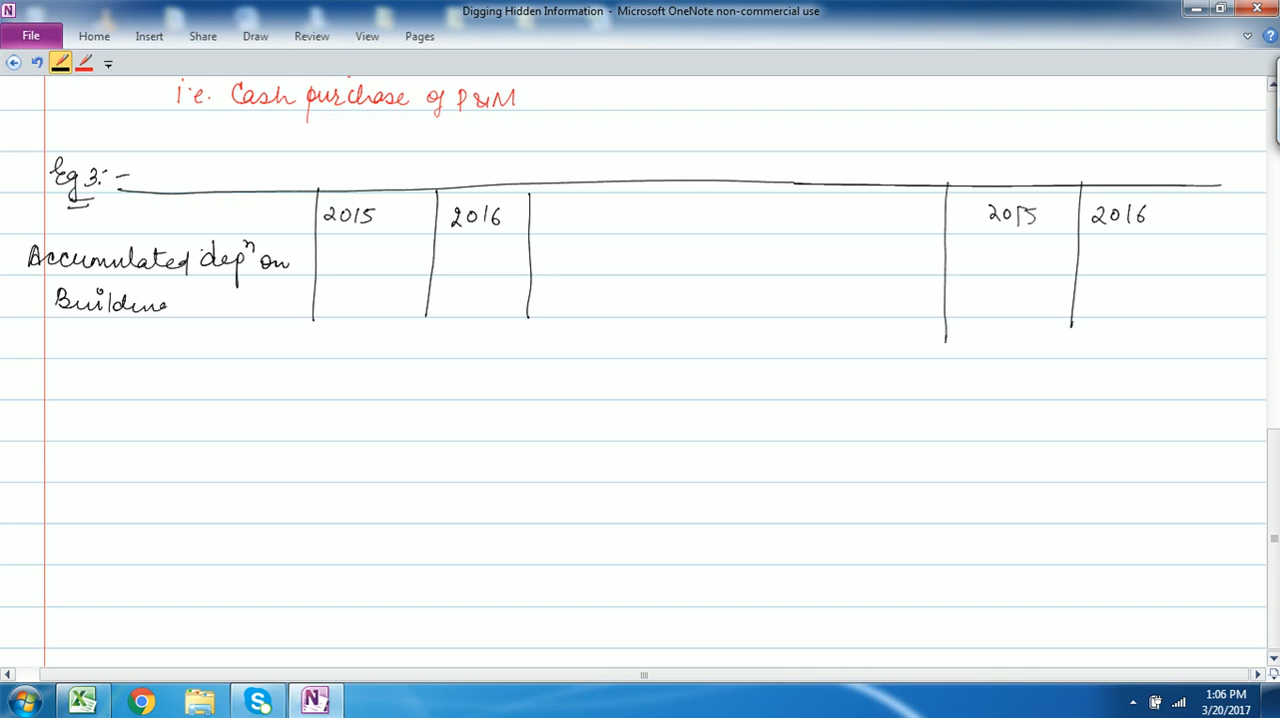 Digging Hidden Information - Microsoft OneNote non-commercial use
File Home Insert Share Draw Review View Pages
i.e. Cash purchase of P&M
Eg 3:-
2015 2016 2015 2016
Accumulated depⁿ on
Building
1:06 PM
3/20/2017